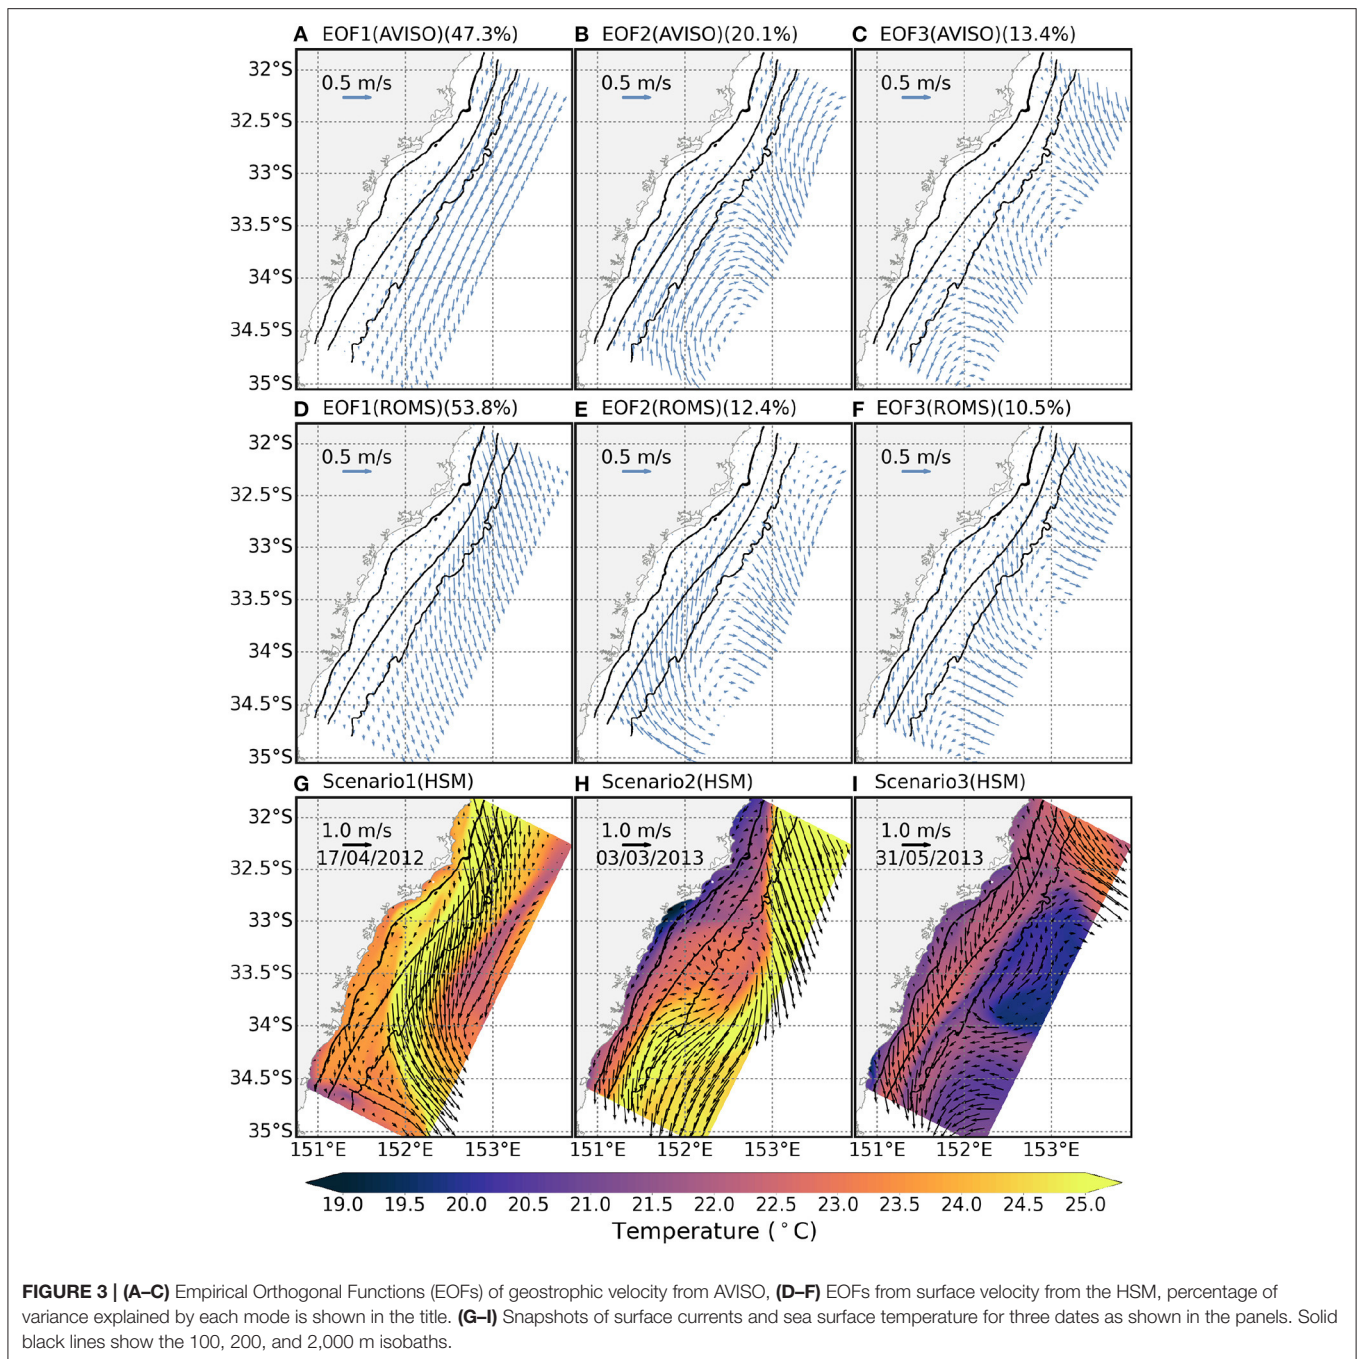 A EOF1(AVISO)(47.3%)
B EOF2(AVISO)(20.1%)
C EOF3(AVISO)(13.4%)
32°S
32.5°S
33°S
33.5°S
34°S
34.5°S
35°S
0.5 m/s
0.5 m/s
0.5 m/s
D EOF1(ROMS)(53.8%)
E EOF2(ROMS)(12.4%)
F EOF3(ROMS)(10.5%)
32°S
32.5°S
33°S
33.5°S
34°S
34.5°S
35°S
0.5 m/s
0.5 m/s
0.5 m/s
G Scenario1(HSM)
H Scenario2(HSM)
I Scenario3(HSM)
32°S
32.5°S
33°S
33.5°S
34°S
34.5°S
35°S
1.0 m/s
17/04/2012
1.0 m/s
03/03/2013
1.0 m/s
31/05/2013
151°E 152°E 153°E
151°E 152°E 153°E
151°E 152°E 153°E
19.0 19.5 20.0 20.5 21.0 21.5 22.0 22.5 23.0 23.5 24.0 24.5 25.0
Temperature (°C)
FIGURE 3 | (A–C) Empirical Orthogonal Functions (EOFs) of geostrophic velocity from AVISO, (D–F) EOFs from surface velocity from the HSM, percentage of
variance explained by each mode is shown in the title. (G–I) Snapshots of surface currents and sea surface temperature for three dates as shown in the panels. Solid
black lines show the 100, 200, and 2,000 m isobaths.